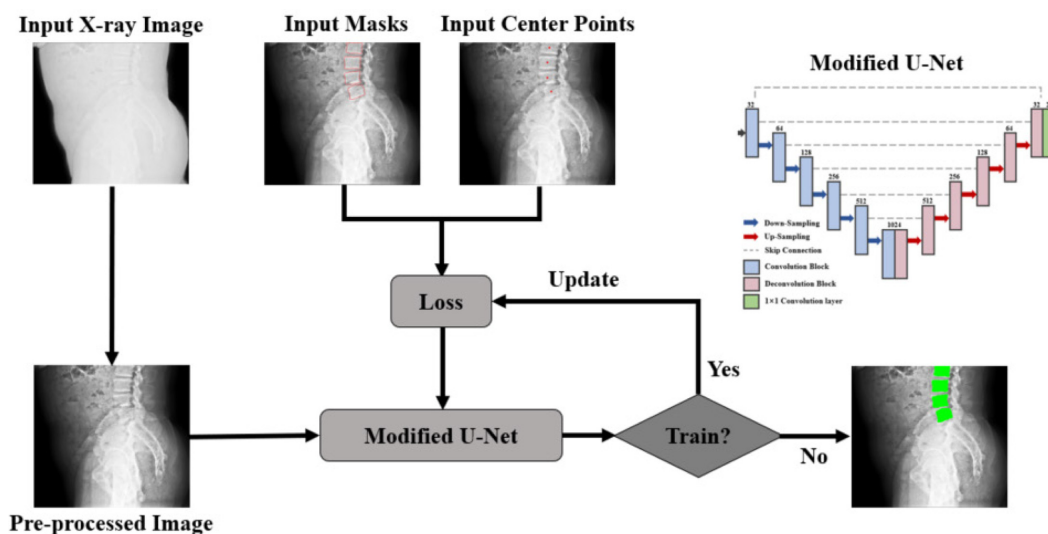 Input X-ray Image
Input Masks
Input Center Points
Modified U-Net
32
64
128
256
512
1024
512
256
128
64
32
Down-Sampling
Up-Sampling
Skip Connection
Convolution Block
Deconvolution Block
1×1 Convolution layer
Loss
Update
Yes
Modified U-Net
Train?
No
Pre-processed Image